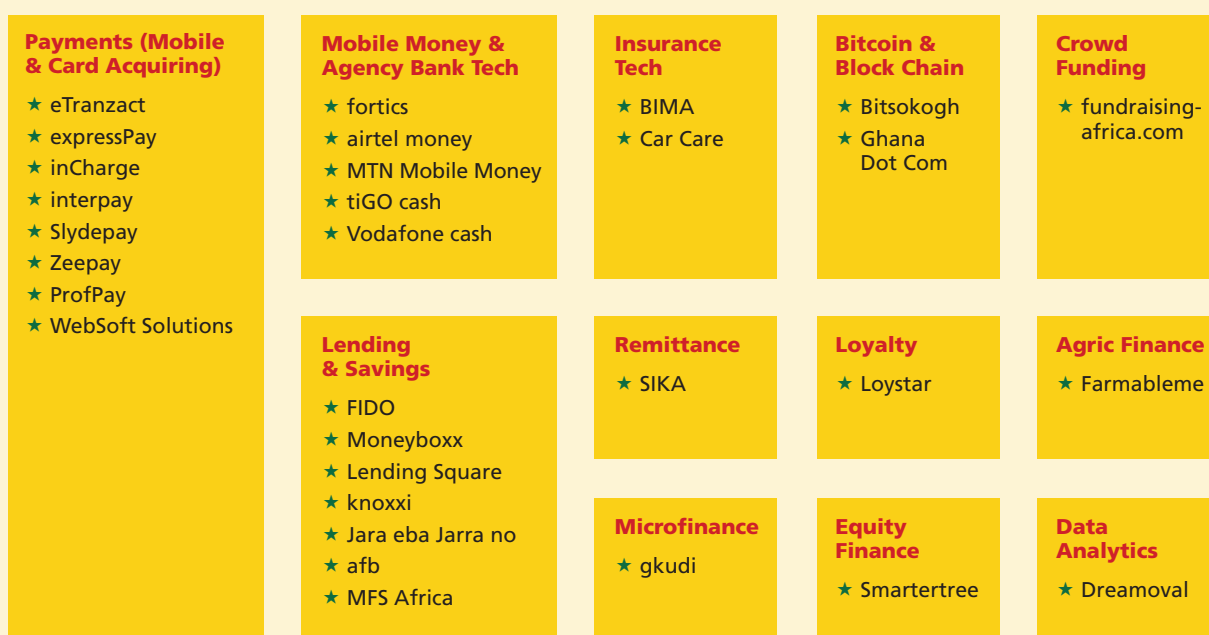 Payments (Mobile
& Card Acquiring)
★ eTranzact
★ expressPay
★ inCharge
★ interpay
★ Slydepay
★ Zeepay
★ ProfPay
★ WebSoft Solutions
Mobile Money &
Agency Bank Tech
★ fortics
★ airtel money
★ MTN Mobile Money
★ tiGO cash
★ Vodafone cash
Insurance
Tech
★ BIMA
★ Car Care
Bitcoin &
Block Chain
★ Bitsokogh
★ Ghana
Dot Com
Crowd
Funding
★ fundraising-
africa.com
Lending
& Savings
★ FIDO
★ Moneyboxx
★ Lending Square
★ knoxxi
★ Jara eba Jarra no
★ afb
★ MFS Africa
Remittance
★ SIKA
Loyalty
★ Loystar
Agric Finance
★ Farmableme
Microfinance
★ gkudi
Equity
Finance
★ Smartertree
Data
Analytics
★ Dreamoval